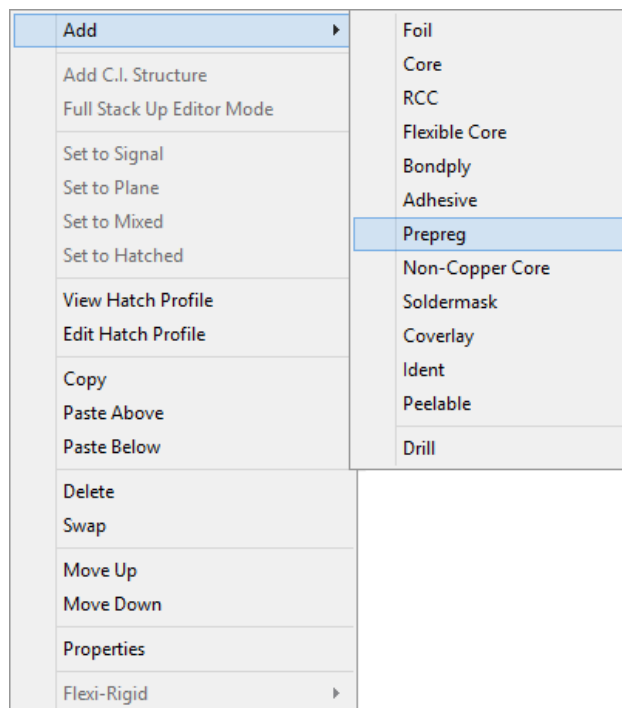 Add
Add C.I. Structure
Full Stack Up Editor Mode
Set to Signal
Set to Plane
Set to Mixed
Set to Hatched
View Hatch Profile
Edit Hatch Profile
Copy
Paste Above
Paste Below
Delete
Swap
Move Up
Move Down
Properties
Flexi-Rigid
Foil
Core
RCC
Flexible Core
Bondply
Adhesive
Prepreg
Non-Copper Core
Soldermask
Coverlay
Ident
Peelable
Drill